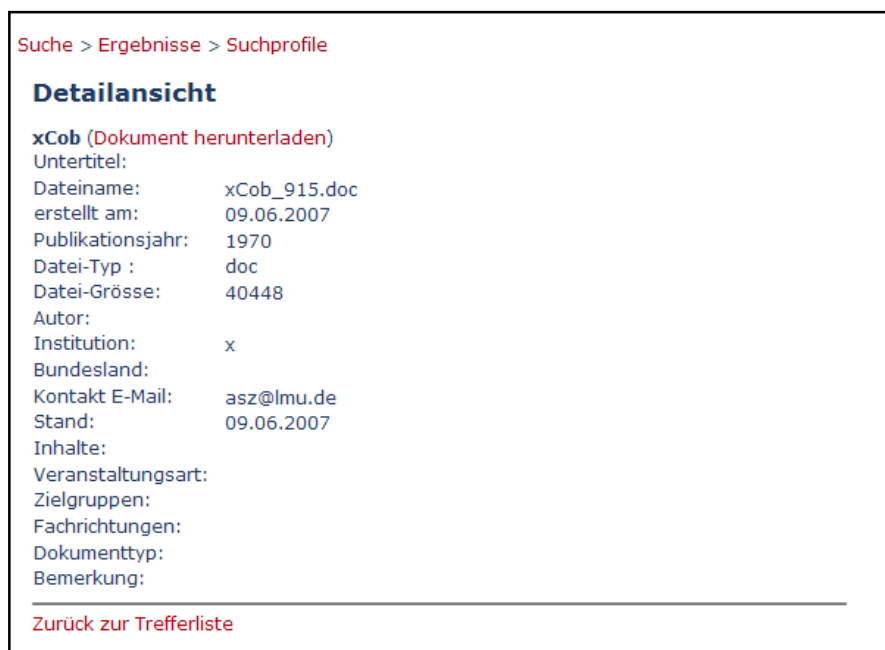 Suche > Ergebnisse > Suchprofile
Detailansicht
xCob (Dokument herunterladen)
Untertitel:
Dateiname: xCob_915.doc
erstellt am: 09.06.2007
Publikationsjahr: 1970
Datei-Typ : doc
Datei-Grösse: 40448
Autor:
Institution: x
Bundesland:
Kontakt E-Mail: asz@lmu.de
Stand: 09.06.2007
Inhalte:
Veranstaltungsart:
Zielgruppen:
Fachrichtungen:
Dokumenttyp:
Bemerkung:
Zurück zur Trefferliste